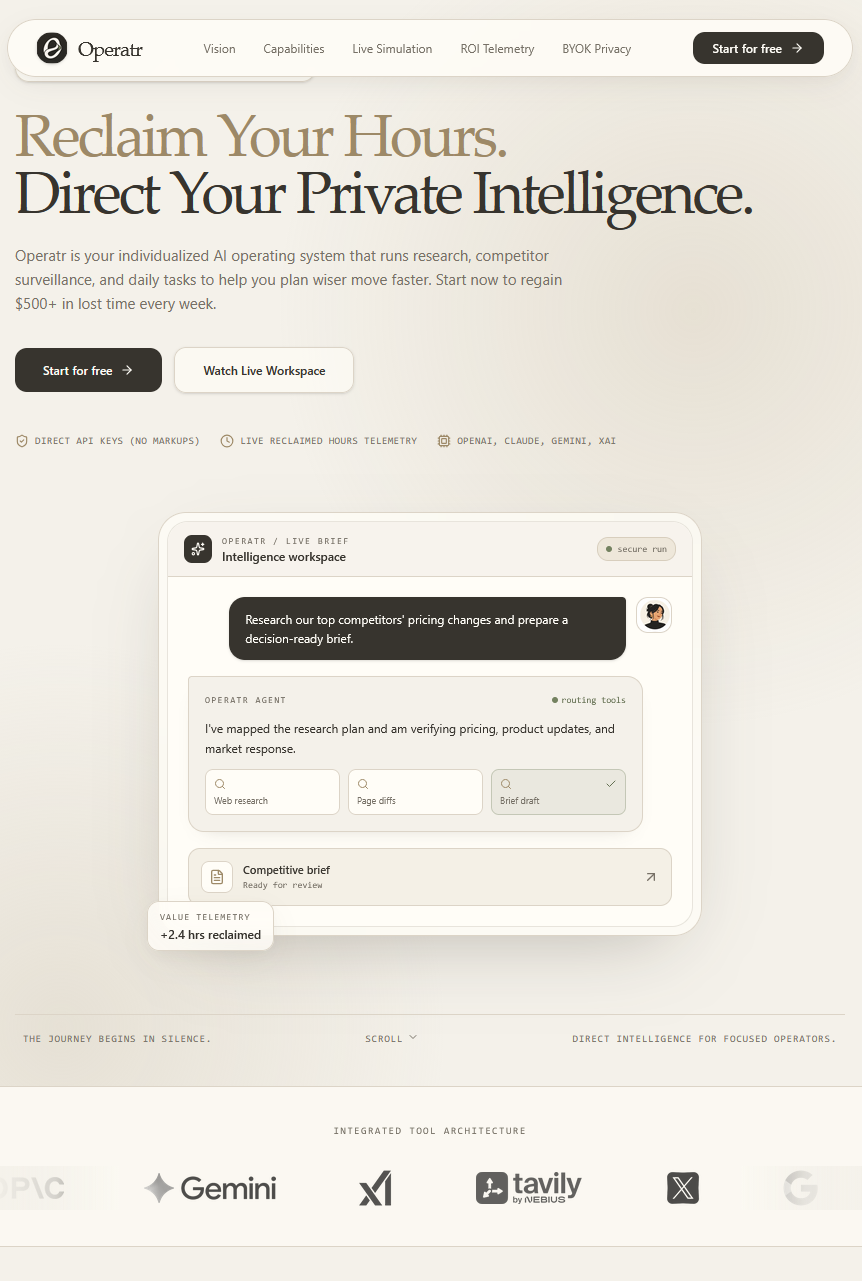 Operatr
Vision
Capabilities
Live Simulation
ROI Telemetry
BYOK Privacy
Start for free
Reclaim Your Hours.
Direct Your Private Intelligence.
Operatr is your individualized AI operating system that runs research, competitor
surveillance, and daily tasks to help you plan wiser move faster. Start now to regain
$500+ in lost time every week.
Start for free
Watch Live Workspace
DIRECT API KEYS (NO MARKUPS)
LIVE RECLAIMED HOURS TELEMETRY
OPENAI, CLAUDE, GEMINI, XAI
OPERATR / LIVE BRIEF
Intelligence workspace
secure run
Research our top competitors' pricing changes and prepare a
decision-ready brief.
OPERATR AGENT
routing tools
I've mapped the research plan and am verifying pricing, product updates, and
market response.
Web research
Page diffs
Brief draft
Competitive brief
Ready for review
VALUE TELEMETRY
+2.4 hrs reclaimed
THE JOURNEY BEGINS IN SILENCE.
SCROLL
DIRECT INTELLIGENCE FOR FOCUSED OPERATORS.
INTEGRATED TOOL ARCHITECTURE
OP\C
Gemini
xI
tavily
by NEBIUS
X
G